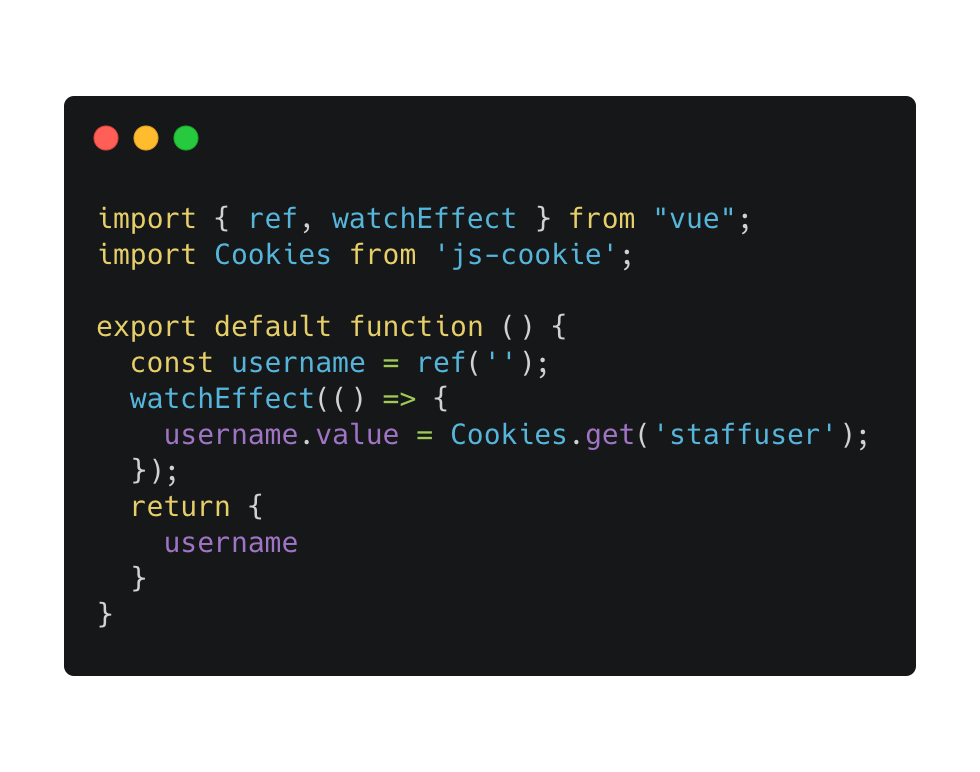 import { ref, watchEffect } from "vue";
import Cookies from 'js-cookie';

export default function () {
  const username = ref('');
  watchEffect(() => {
    username.value = Cookies.get('staffuser');
  });
  return {
    username
  }
}